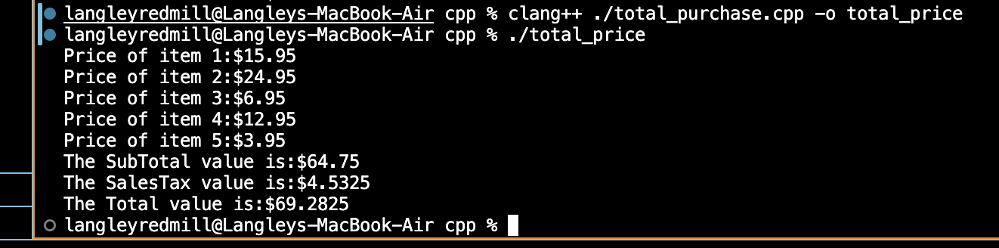 langleyredmill@Langleys-MacBook-Air cpp % clang++ ./total_purchase.cpp -o total_price
langleyredmill@Langleys-MacBook-Air cpp % ./total_price
Price of item 1:$15.95
Price of item 2:$24.95
Price of item 3:$6.95
Price of item 4:$12.95
Price of item 5:$3.95
The SubTotal value is:$64.75
The SalesTax value is:$4.5325
The Total value is:$69.2825
langleyredmill@Langleys-MacBook-Air cpp %